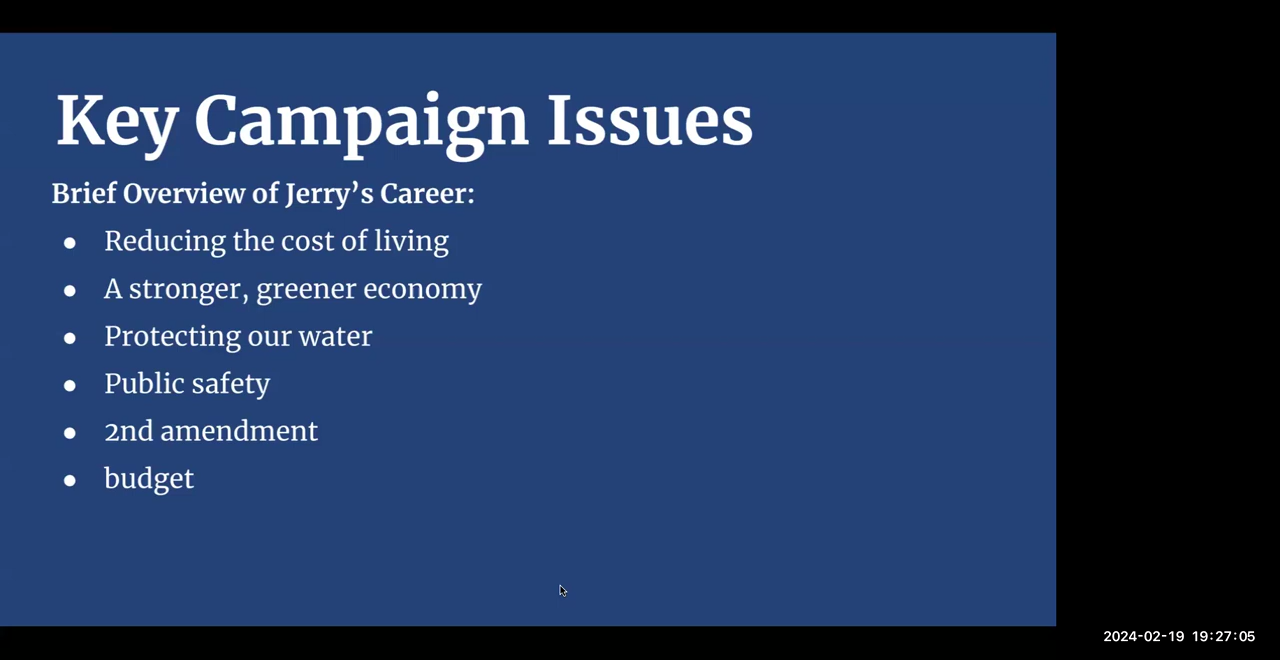 Key Campaign Issues
Brief Overview of Jerry’s Career:
● Reducing the cost of living
● A stronger, greener economy
● Protecting our water
● Public safety
● 2nd amendment
● budget
2024-02-19 19:27:05